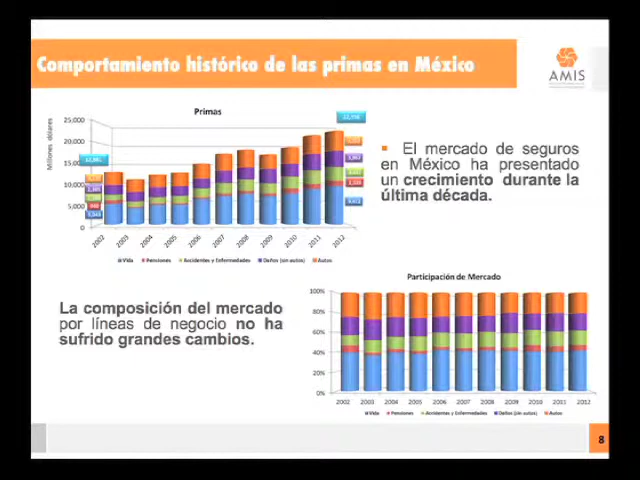 Comportamiento histórico de las primas en México
AMIS
Primas
Millones dólares
25,000
20,000
15,000
10,000
5,000
0
2002
2003
2004
2005
2006
2007
2008
2009
2010
2011
2012
Vida
Pensiones
Accidentes y Enfermedades
Daños (sin autos)
Autos
El mercado de seguros
en México ha presentado
un crecimiento durante la
última década.
La composición del mercado
por líneas de negocio no ha
sufrido grandes cambios.
Participación de Mercado
100%
80%
60%
40%
20%
0%
2002
2003
2004
2005
2006
2007
2008
2009
2010
2011
2012
Vida
Pensiones
Accidentes y Enfermedades
Daños (sin autos)
Autos
8